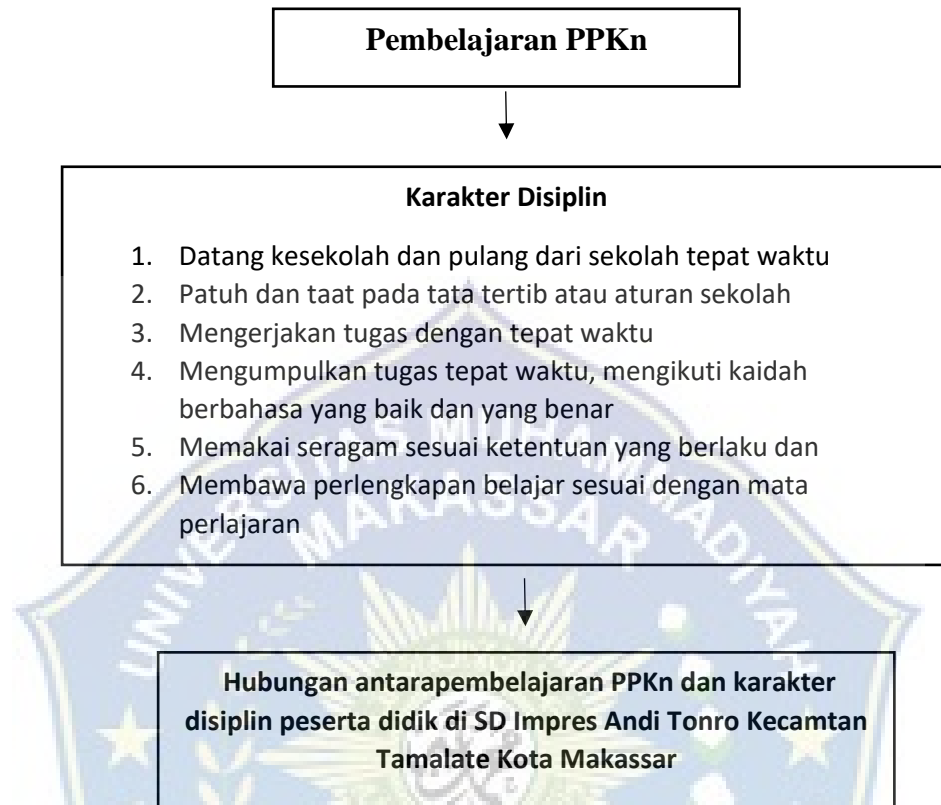 Pembelajaran PPKn
Karakter Disiplin
1. Datang kesekolah dan pulang dari sekolah tepat waktu
2. Patuh dan taat pada tata tertib atau aturan sekolah
3. Mengerjakan tugas dengan tepat waktu
4. Mengumpulkan tugas tepat waktu, mengikuti kaidah
berbahasa yang baik dan yang benar
5. Memakai seragam sesuai ketentuan yang berlaku dan
6. Membawa perlengkapan belajar sesuai dengan mata
perlajaran
UNIVERSITAS MUHAMMADIYAH
MAKASSAR
Hubungan antarapembelajaran PPKn dan karakter
disiplin peserta didik di SD Impres Andi Tonro Kecamtan
Tamalate Kota Makassar